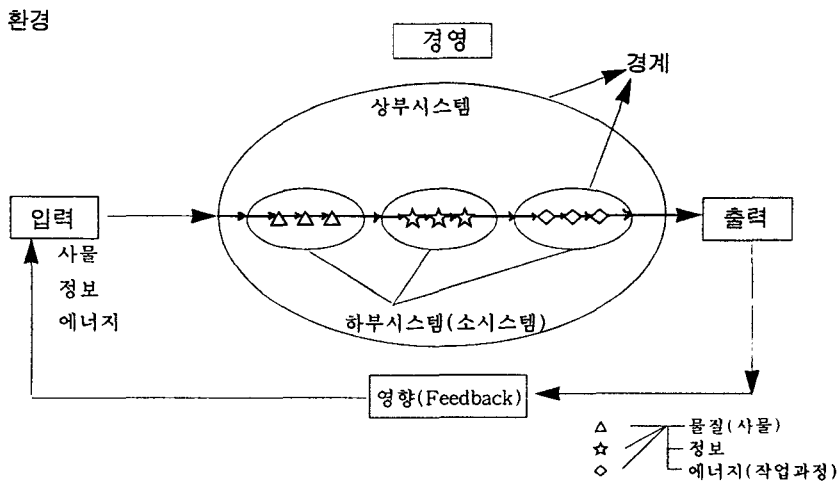 환경
경영
경계
상부시스템
입력
출력
사물
정보
에너지
하부시스템(소시스템)
영향(Feedback)
물질(사물)
정보
에너지(작업과정)